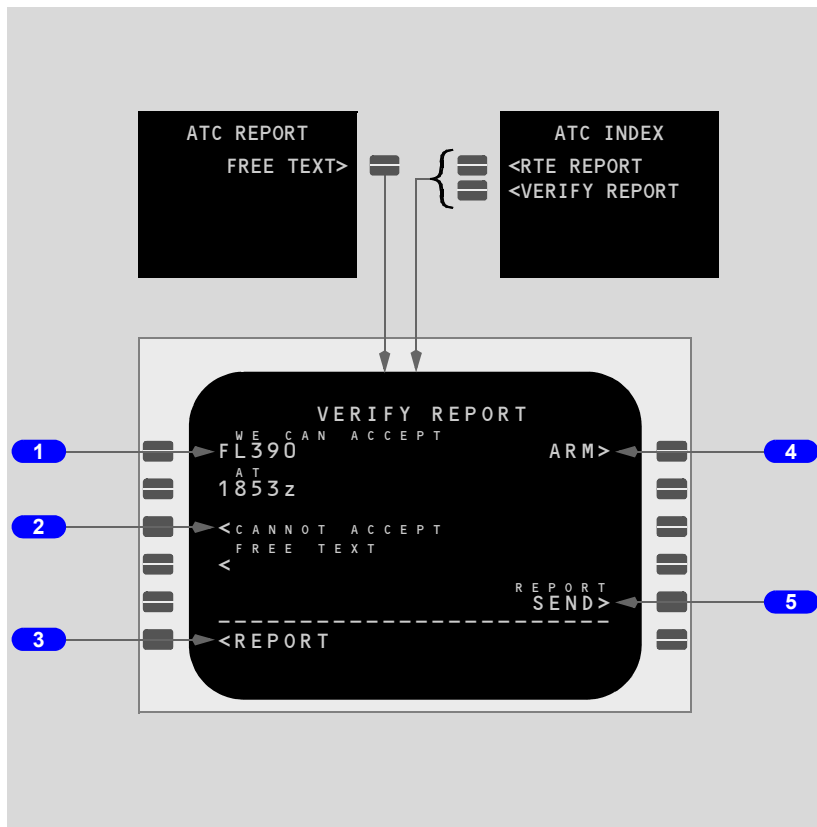 ATC REPORT
FREE TEXT>
ATC INDEX
<RTE REPORT
<VERIFY REPORT
VERIFY REPORT
WE CAN ACCEPT
1
FL390
ARM>
4
AT
1853z
2
<CANNOT ACCEPT
FREE TEXT
<
REPORT
SEND>
5
3
<REPORT